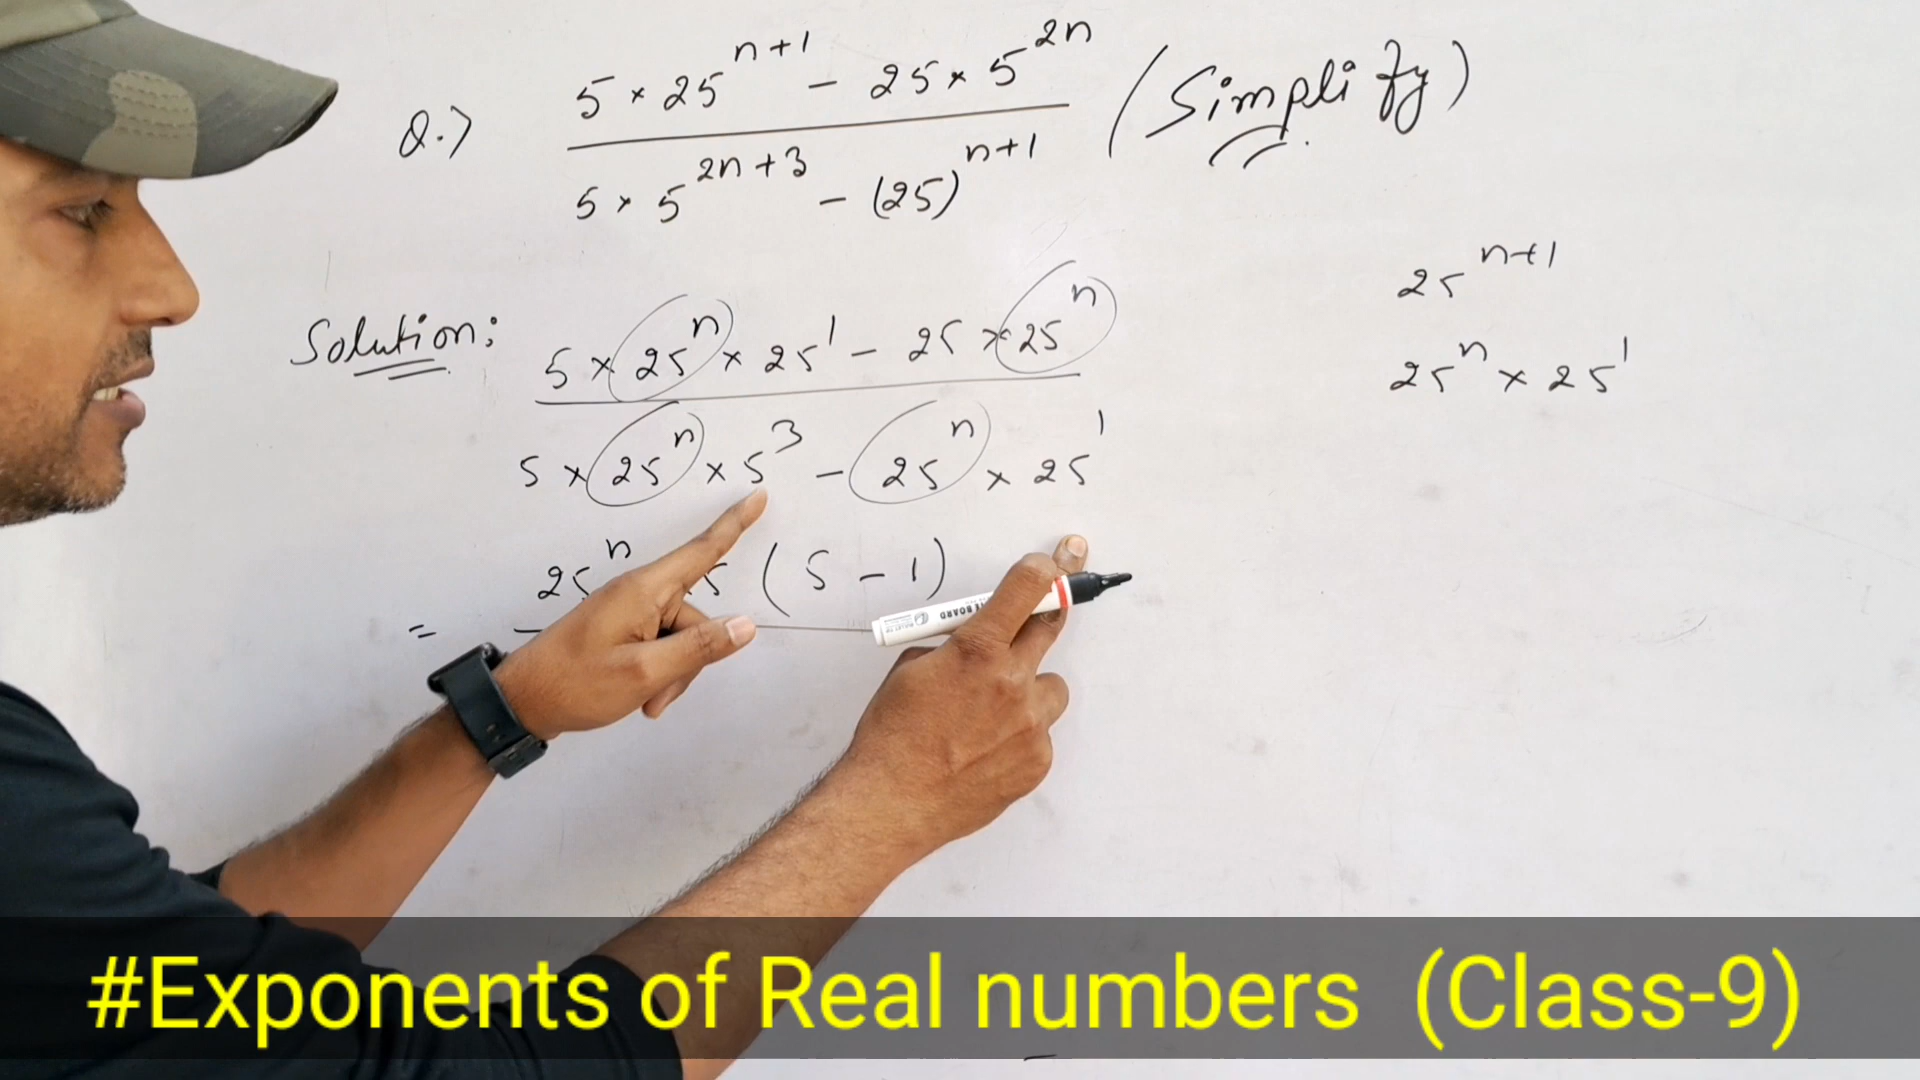 Q.) 5 × 25^(n+1) − 25 × 5^(2n) / 5 × 5^(2n+3) − (25)^(n+1) (Simplify)
25^(n+1)
Solution: 5 × 25^n × 25^1 − 25 × 25^n / 5 × 25^n × 5^3 − 25^n × 25^1
25^n × 25^1
= 25^n 5 (5 − 1)
BOARD
#Exponents of Real numbers (Class-9)